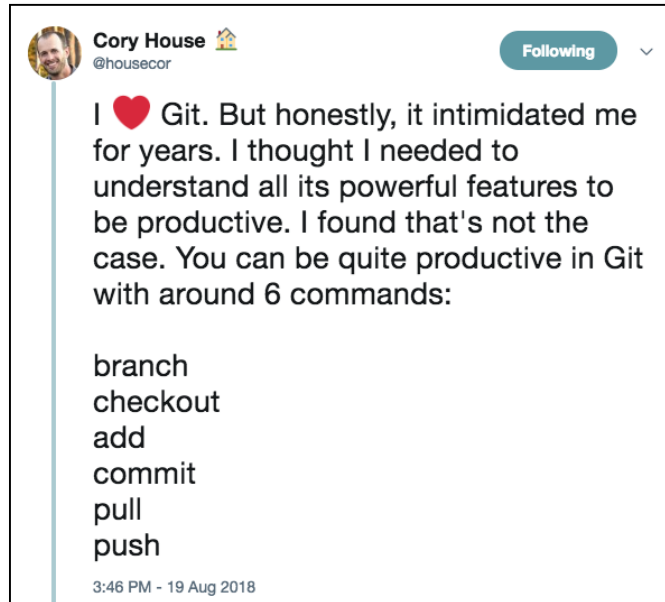 Cory House 🏠
@housecor
Following
I ❤️ Git. But honestly, it intimidated me
for years. I thought I needed to
understand all its powerful features to
be productive. I found that's not the
case. You can be quite productive in Git
with around 6 commands:
branch
checkout
add
commit
pull
push
3:46 PM - 19 Aug 2018